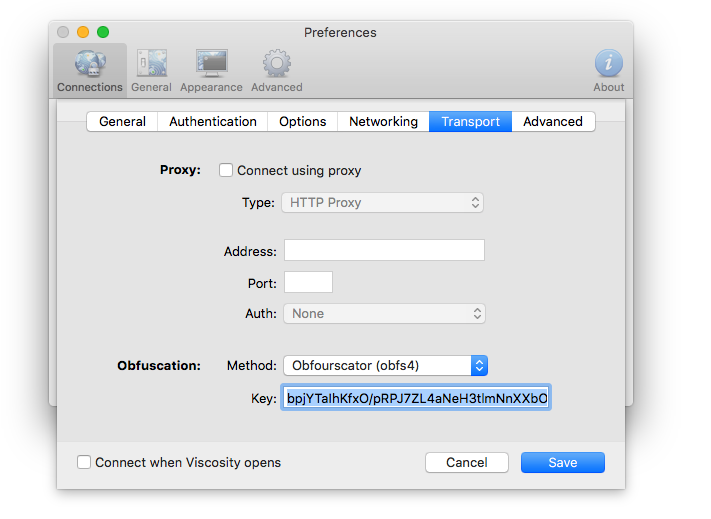 Preferences
Connections General Appearance Advanced About
General Authentication Options Networking Transport Advanced
Proxy: Connect using proxy
Type: HTTP Proxy
Address:
Port:
Auth: None
Obfuscation: Method: Obfourscator (obfs4)
Key: bpjYTaIhKfxO/pRPJ7ZL4aNeH3tlmNnXXbO
Connect when Viscosity opens Cancel Save